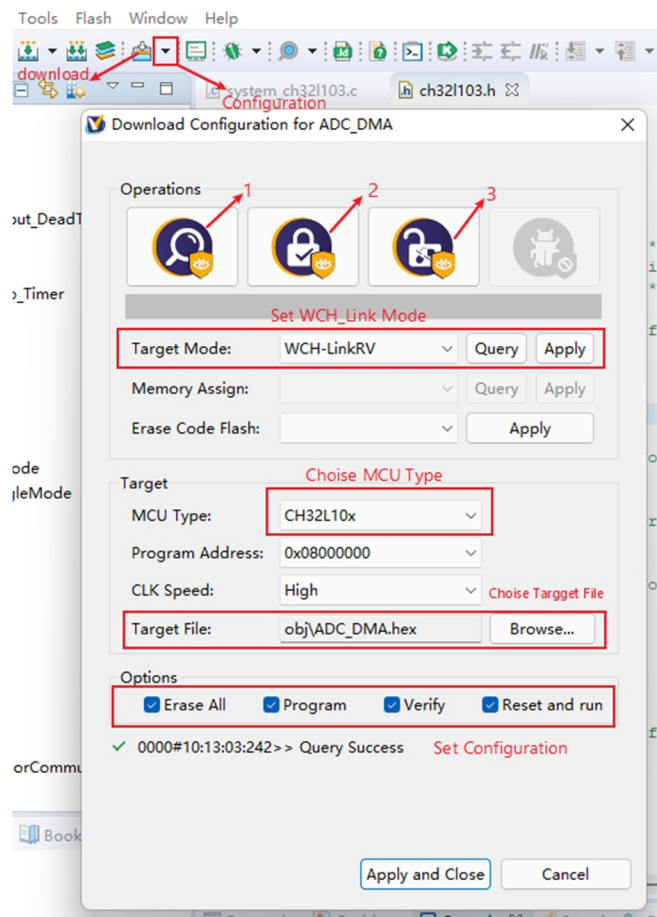 Tools Flash Window Help
download
Configuration
system_ch32l103.c
ch32l103.h
Download Configuration for ADC_DMA
Operations
1
2
3
Set WCH_Link Mode
Target Mode: WCH-LinkRV Query Apply
Memory Assign: Query Apply
Erase Code Flash: Apply
Target
Choise MCU Type
MCU Type: CH32L10x
Program Address: 0x08000000
CLK Speed: High
Choise Targget File
Target File: obj\ADC_DMA.hex Browse...
Options
Erase All Program Verify Reset and run
0000#10:13:03:242>> Query Success
Set Configuration
Apply and Close Cancel
out_DeadT
o_Timer
ode
gleMode
orCommu
Book